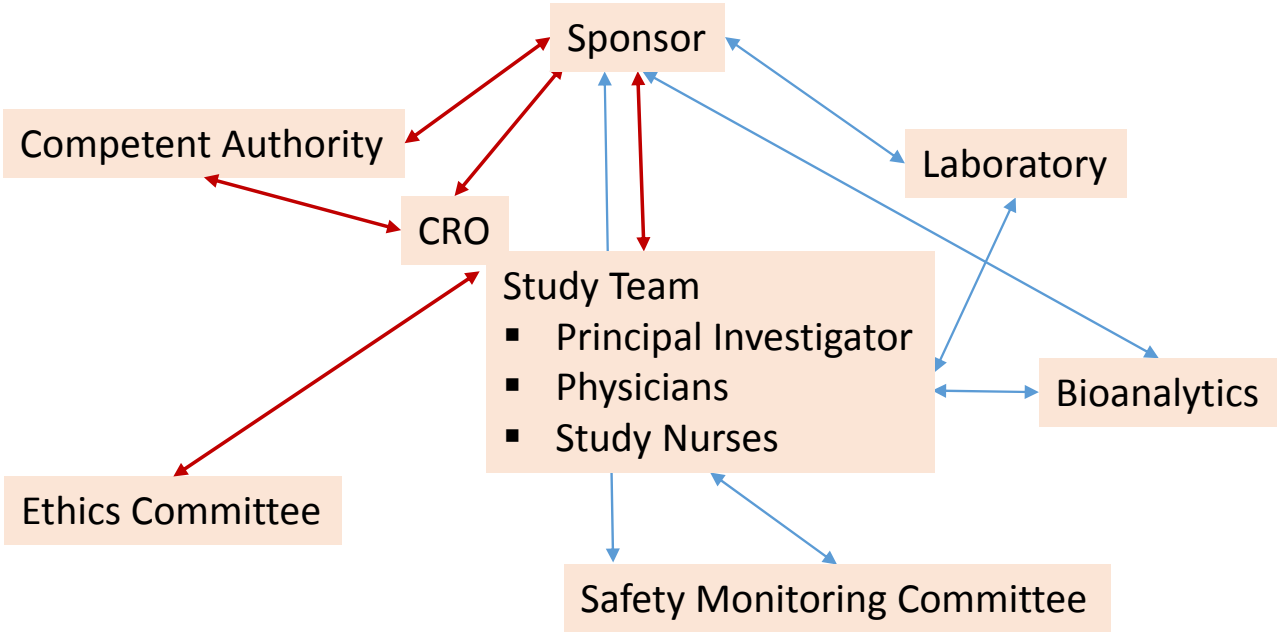 Sponsor
Competent Authority
Laboratory
CRO
Study Team
▪ Principal Investigator
▪ Physicians
▪ Study Nurses
Bioanalytics
Ethics Committee
Safety Monitoring Committee